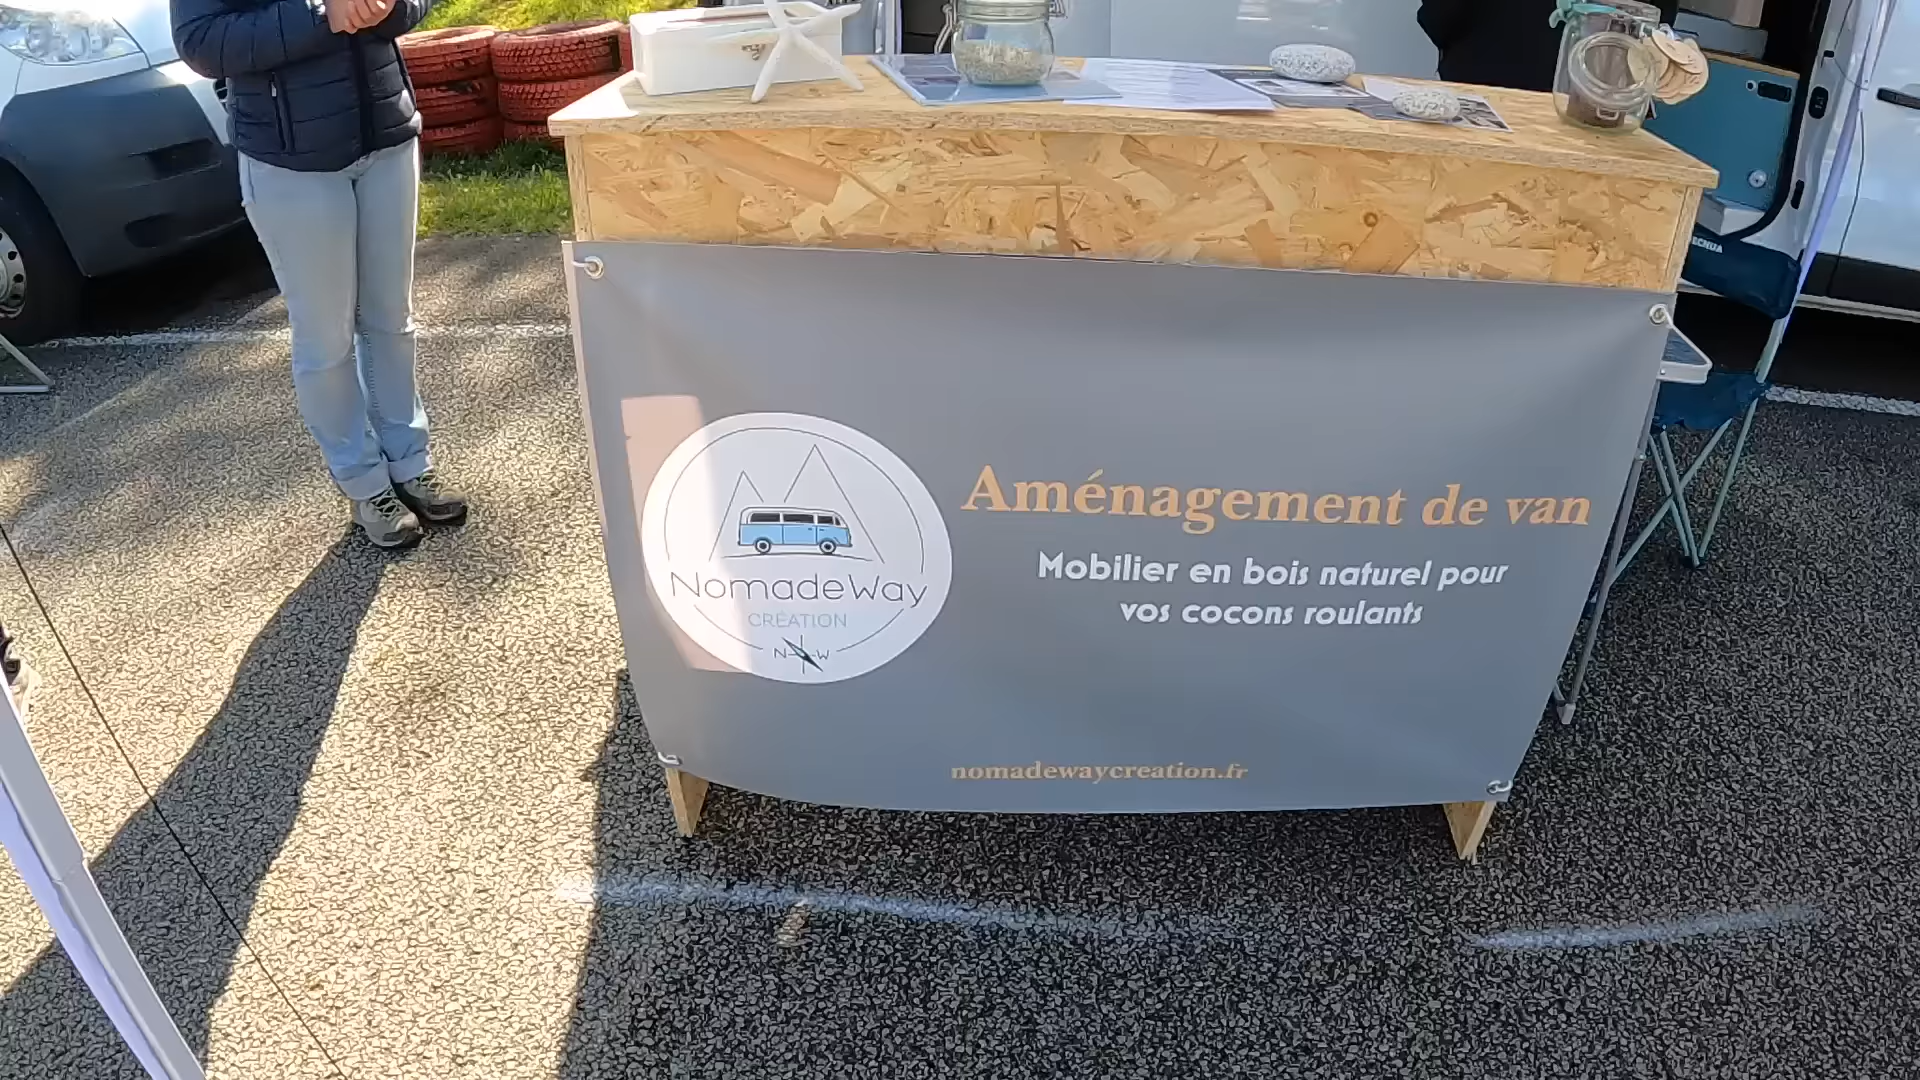 Aménagement de van
Mobilier en bois naturel pour
vos cocons roulants
NomadeWay
CRÉATION
N W
nomadewaycreation.fr